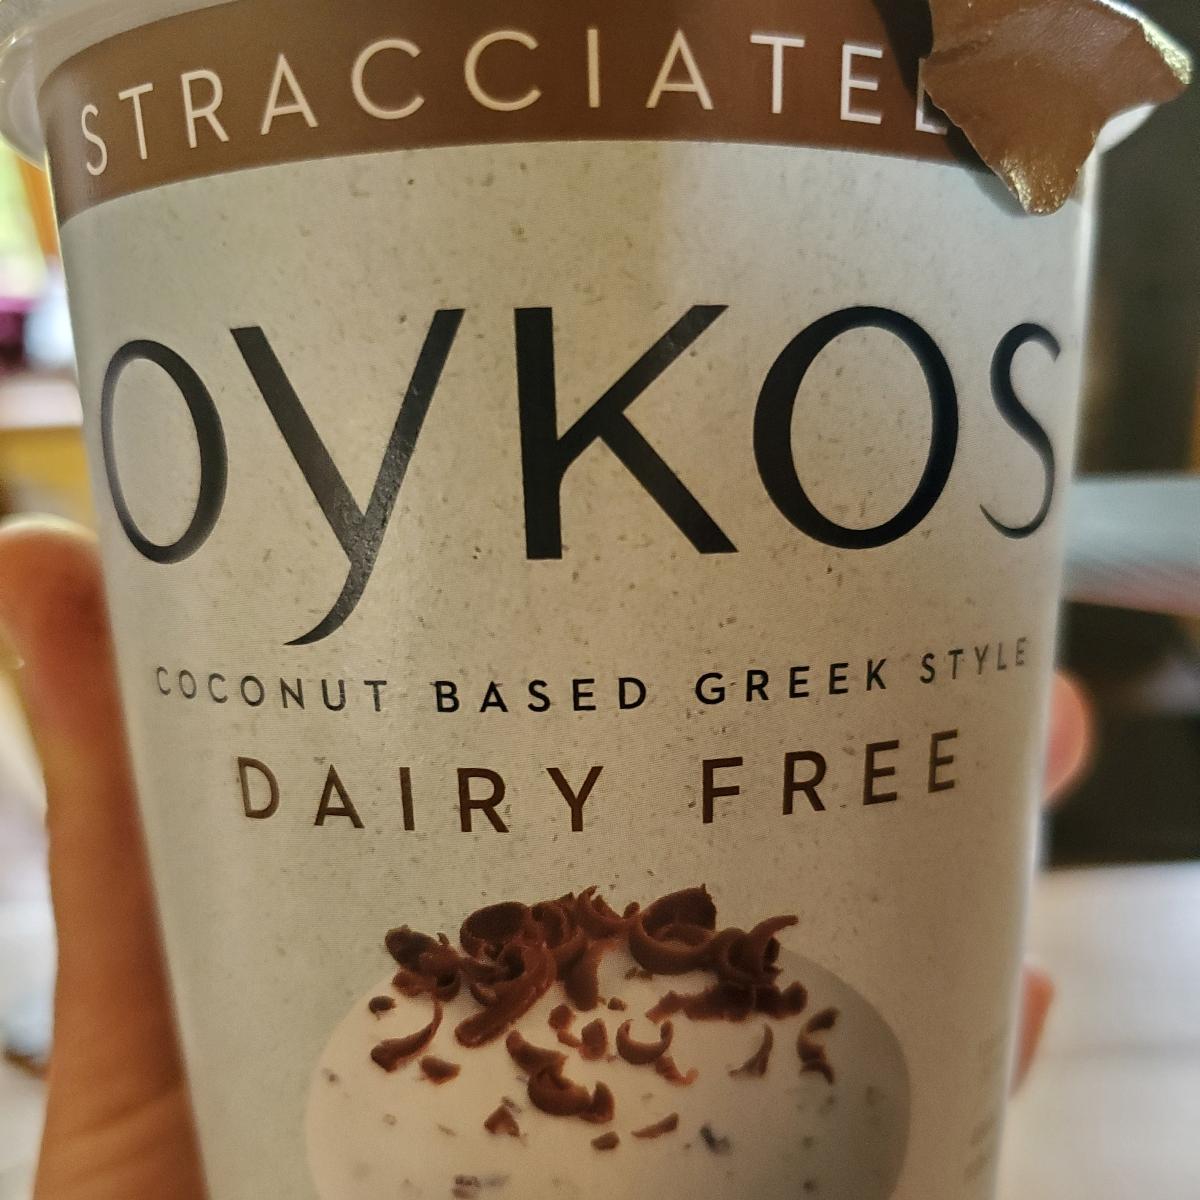 STRACCIATEL
OYKOS
COCONUT BASED GREEK STYLE
DAIRY FREE